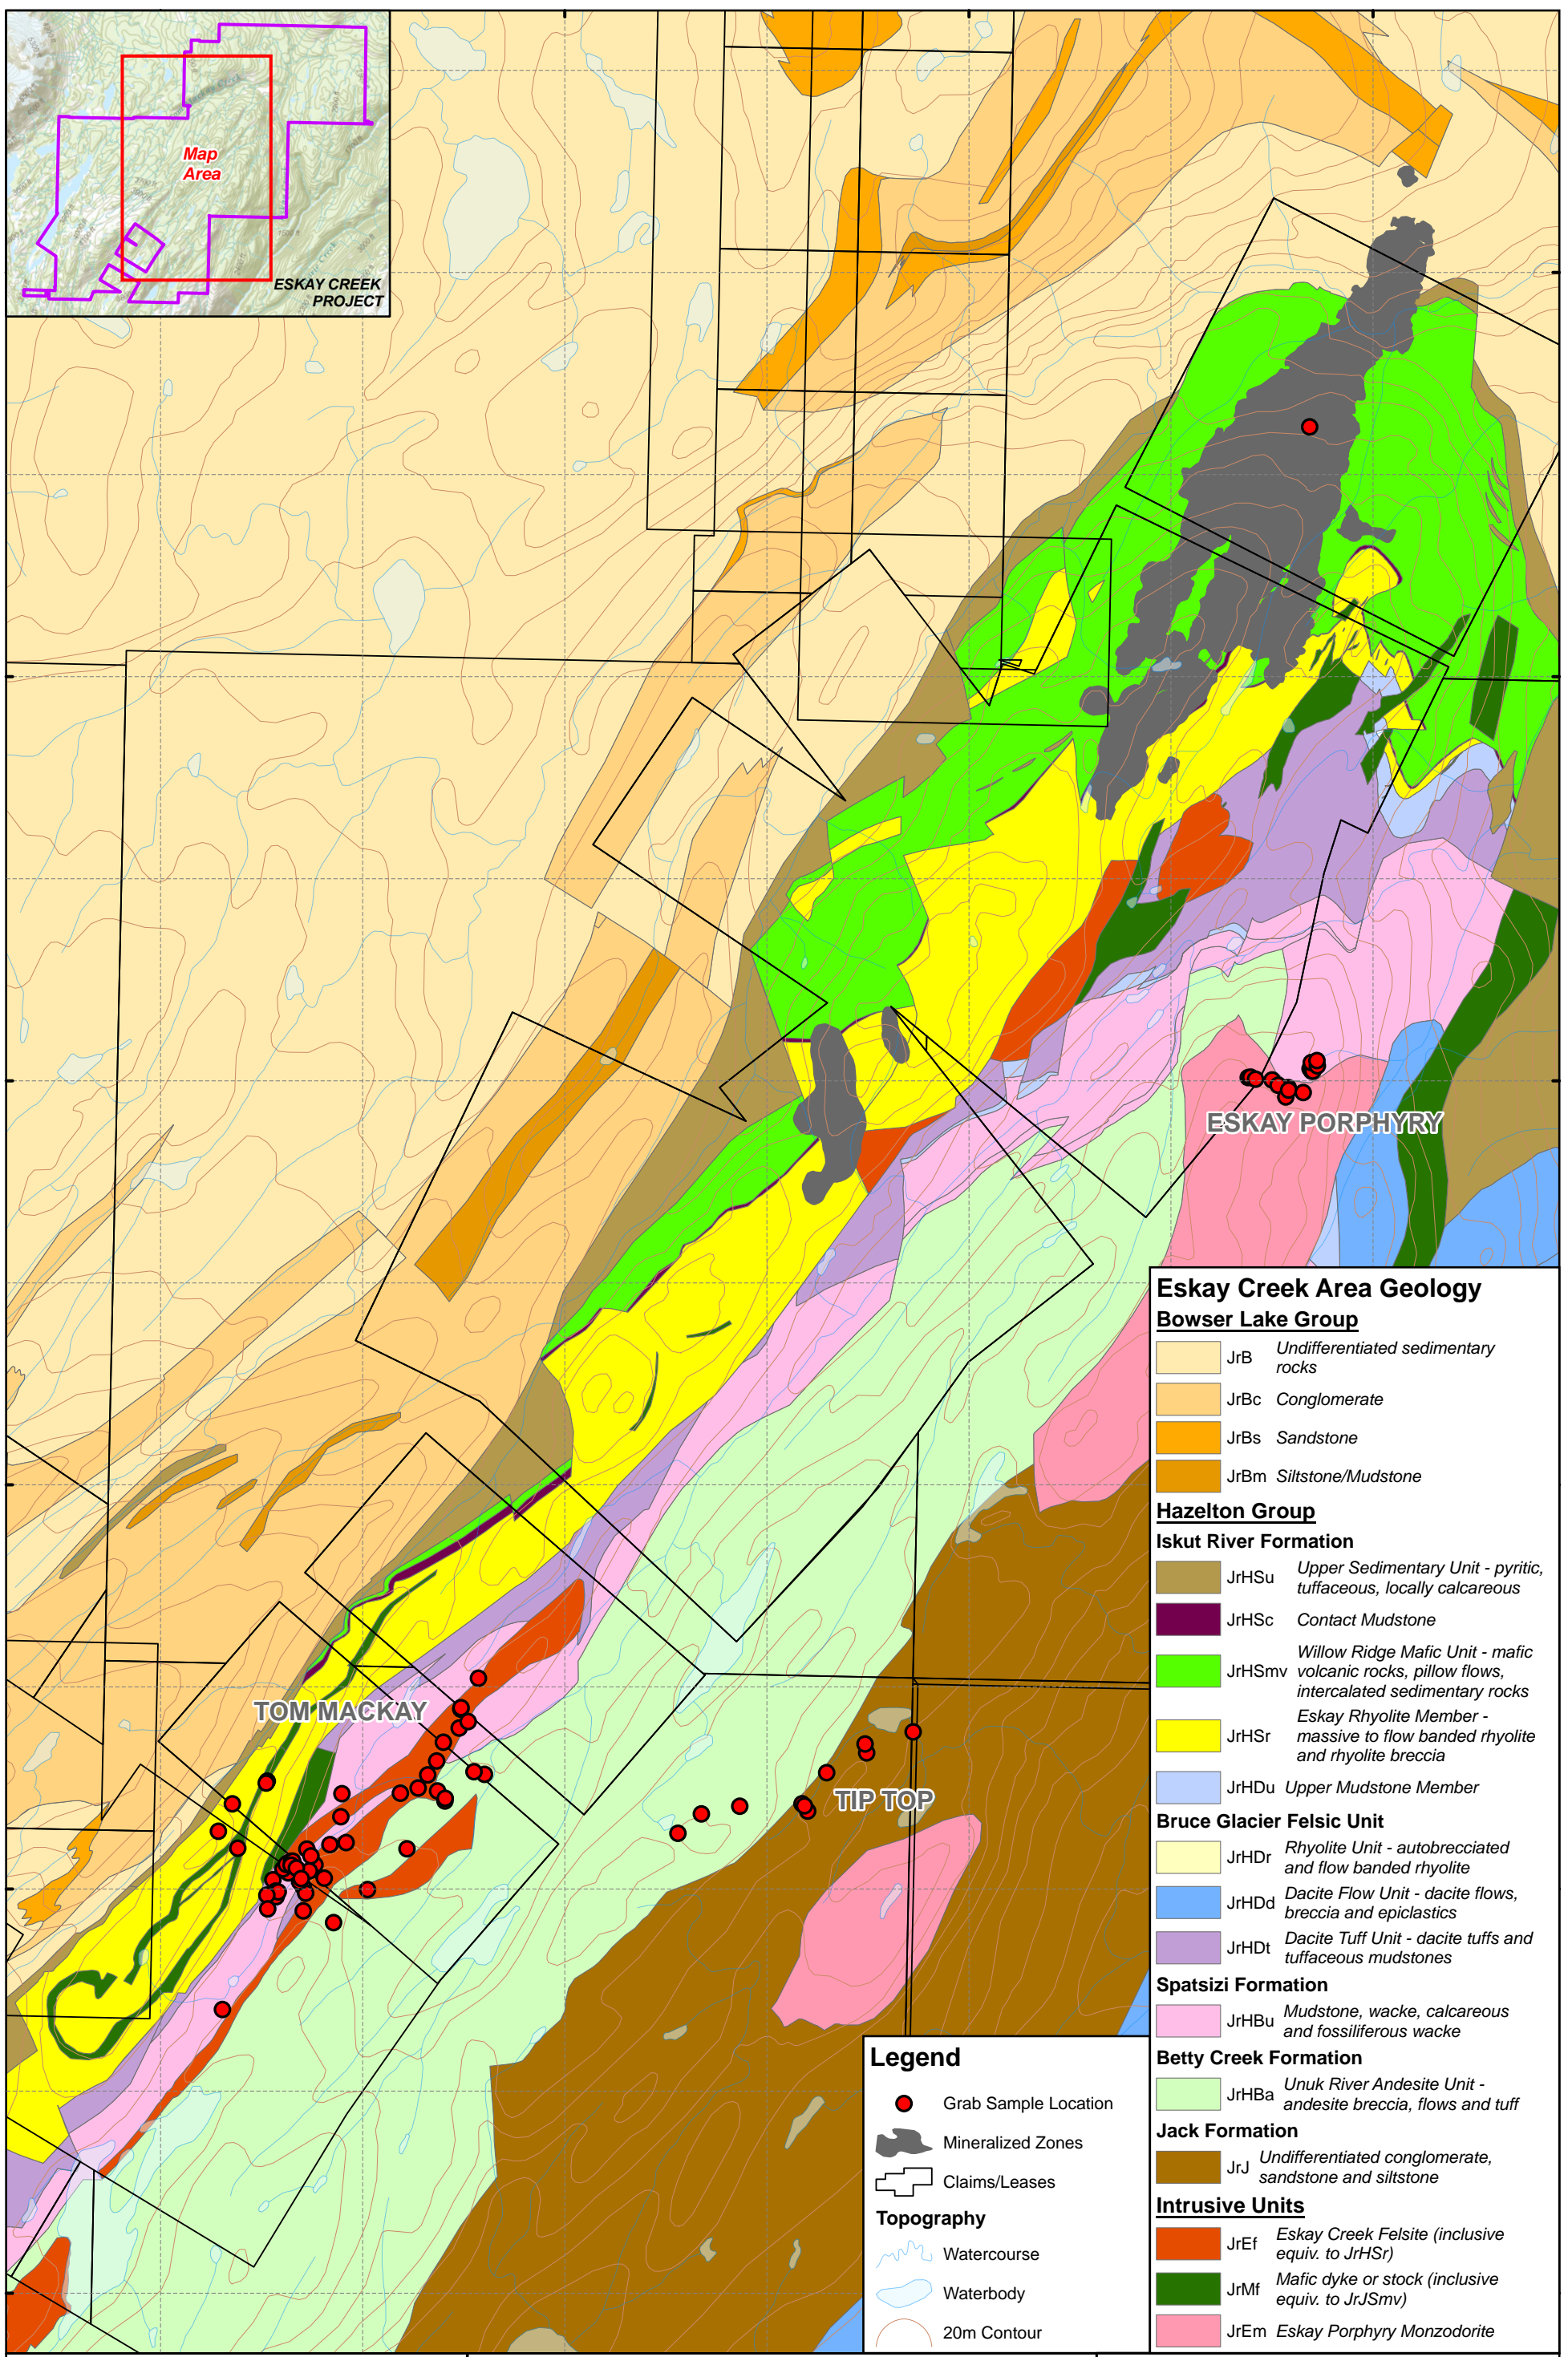 Map
Area
ESKAY CREEK
PROJECT
ESKAY PORPHYRY
TOM MACKAY
TIP TOP
Eskay Creek Area Geology
Bowser Lake Group
JrB Undifferentiated sedimentary
rocks
JrBc Conglomerate
JrBs Sandstone
JrBm Siltstone/Mudstone
Hazelton Group
Iskut River Formation
JrHSu Upper Sedimentary Unit - pyritic,
tuffaceous, locally calcareous
JrHSc Contact Mudstone
JrHSmv Willow Ridge Mafic Unit - mafic
volcanic rocks, pillow flows,
intercalated sedimentary rocks
JrHSr Eskay Rhyolite Member -
massive to flow banded rhyolite
and rhyolite breccia
JrHDu Upper Mudstone Member
Bruce Glacier Felsic Unit
JrHDr Rhyolite Unit - autobrecciated
and flow banded rhyolite
JrHDd Dacite Flow Unit - dacite flows,
breccia and epiclastics
JrHDt Dacite Tuff Unit - dacite tuffs and
tuffaceous mudstones
Spatsizi Formation
JrHBu Mudstone, wacke, calcareous
and fossiliferous wacke
Betty Creek Formation
JrHBa Unuk River Andesite Unit -
andesite breccia, flows and tuff
Jack Formation
JrJ Undifferentiated conglomerate,
sandstone and siltstone
Intrusive Units
JrEf Eskay Creek Felsite (inclusive
equiv. to JrHSr)
JrMf Mafic dyke or stock (inclusive
equiv. to JrJSmv)
JrEm Eskay Porphyry Monzodorite
Legend
Grab Sample Location
Mineralized Zones
Claims/Leases
Topography
Watercourse
Waterbody
20m Contour